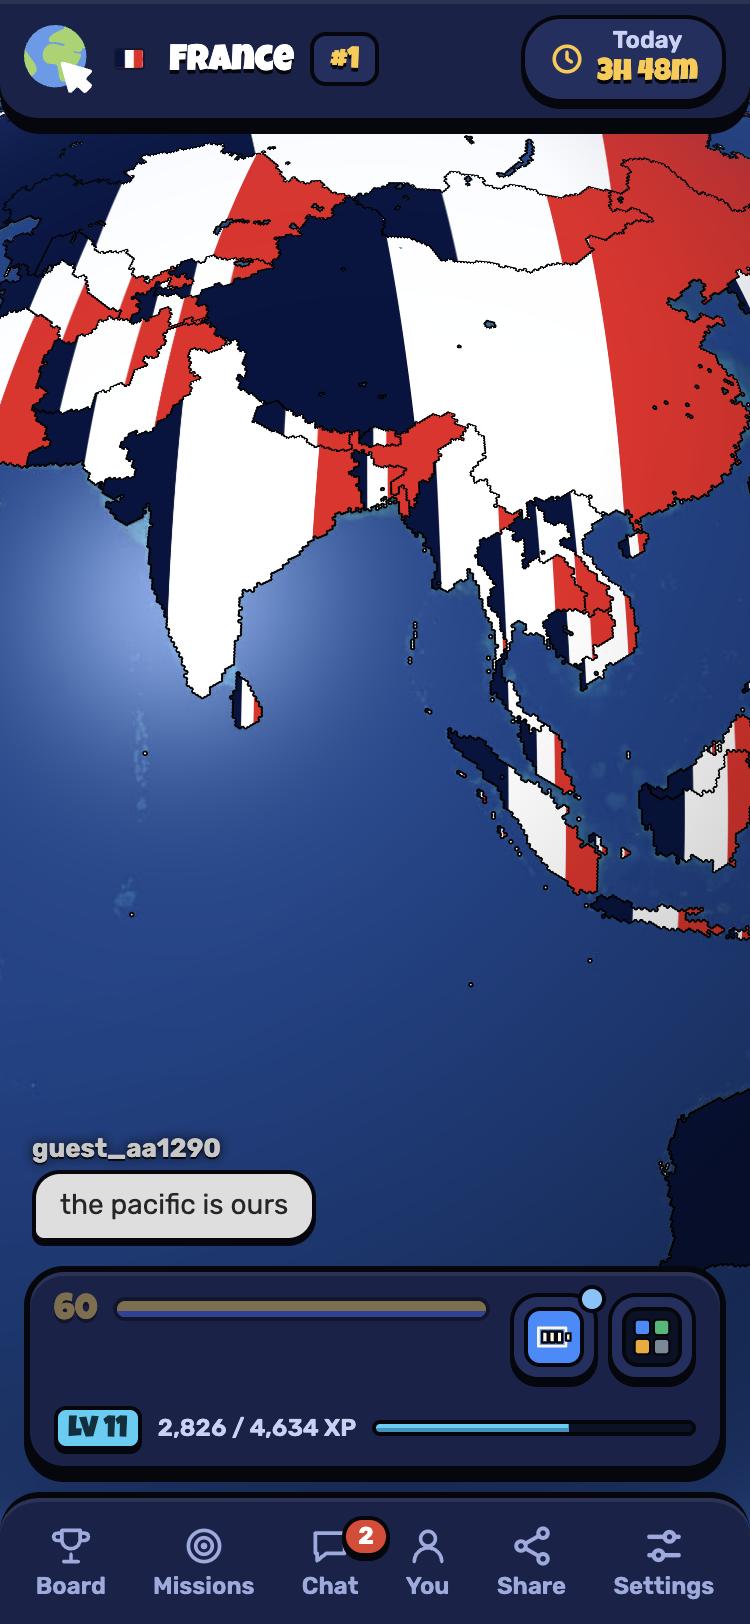 FRANCE
#1
Today
3H 48m
guest_aa1290
the pacific is ours
60
LV 11
2,826 / 4,634 XP
2
Board
Missions
Chat
You
Share
Settings